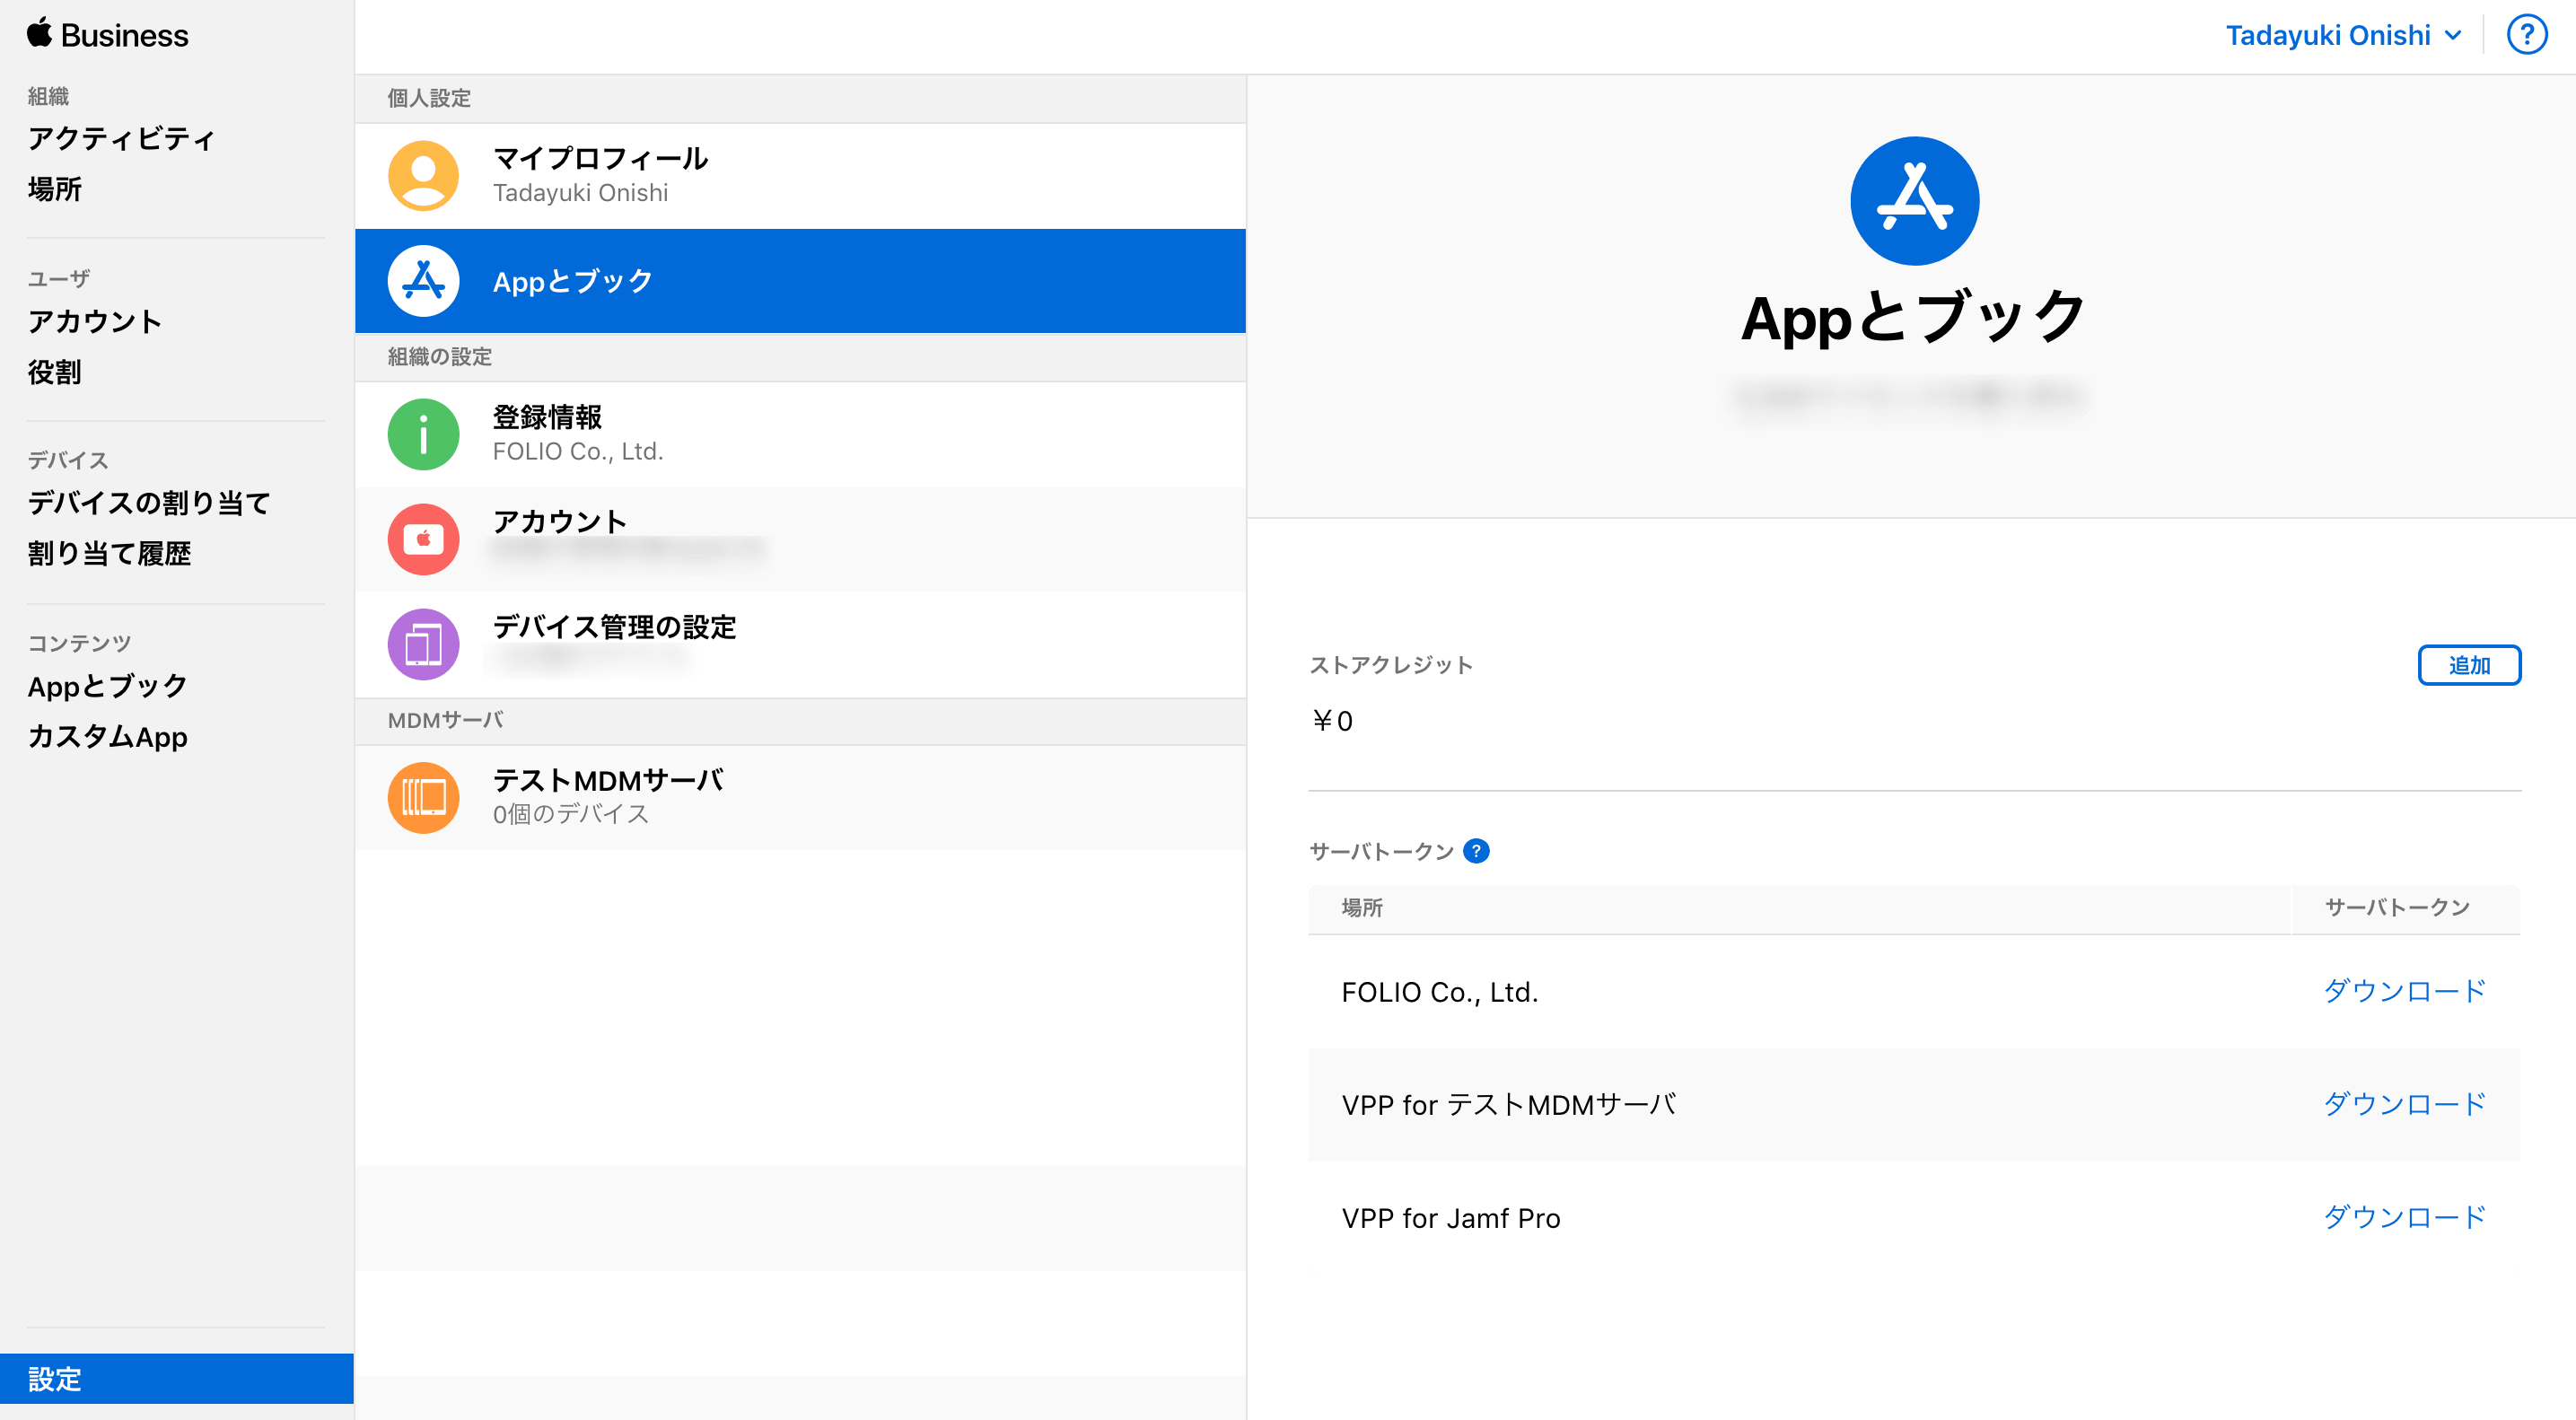 Business
Tadayuki Onishi
?
組織
アクティビティ
場所
ユーザ
アカウント
役割
デバイス
デバイスの割り当て
割り当て履歴
コンテンツ
Appとブック
カスタムApp
設定
個人設定
マイプロフィール
Tadayuki Onishi
Appとブック
組織の設定
登録情報
FOLIO Co., Ltd.
アカウント
デバイス管理の設定
MDMサーバ
テストMDMサーバ
0個のデバイス
Appとブック
ストアクレジット
追加
¥0
サーバトークン ?
場所 サーバトークン
FOLIO Co., Ltd. ダウンロード
VPP for テストMDMサーバ ダウンロード
VPP for Jamf Pro ダウンロード